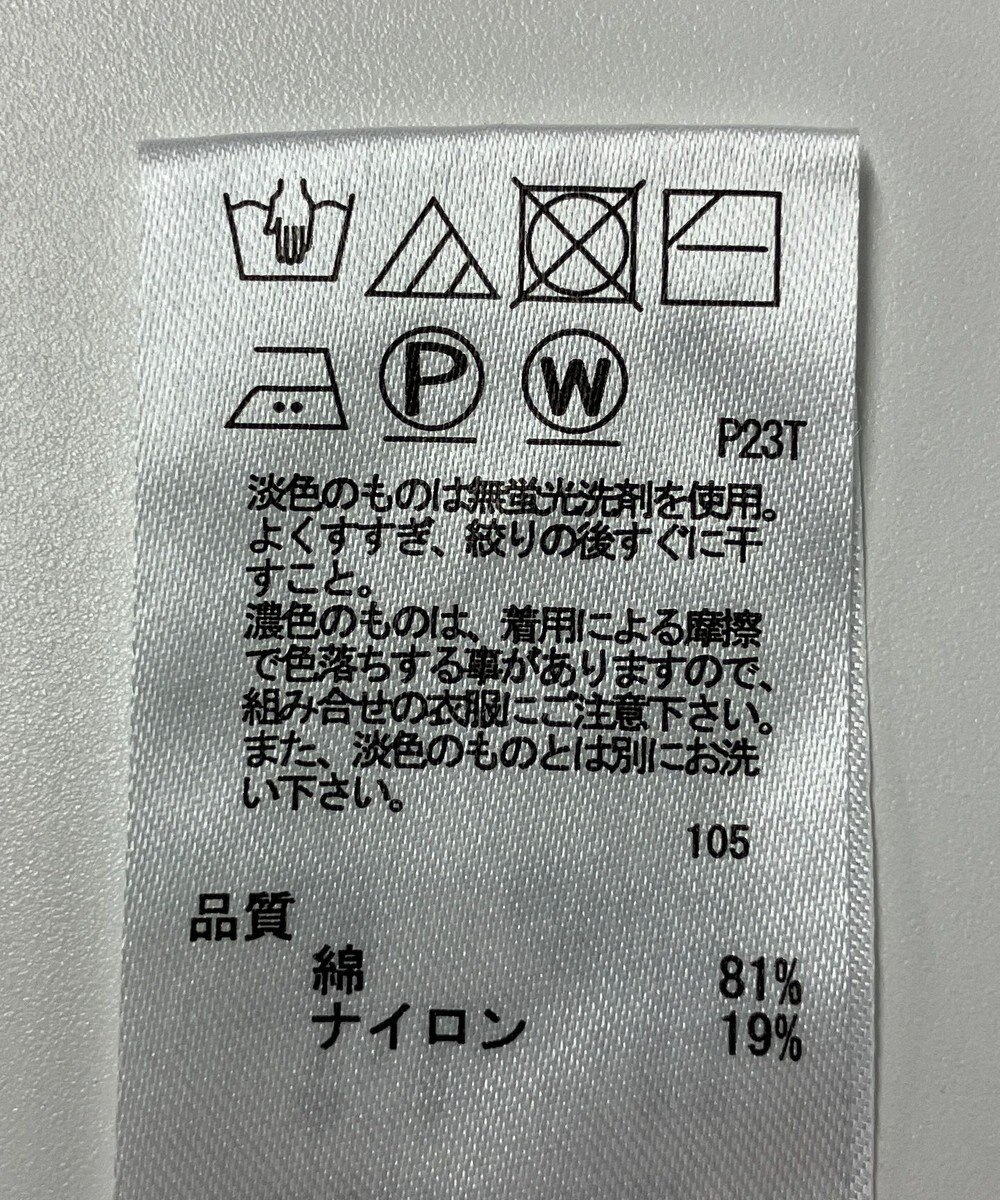 P W
P23T
淡色のものは無蛍光洗剤を使用。
よくすすぎ、絞りの後すぐに干
すこと。
濃色のものは、着用による摩擦
で色落ちする事がありますので、
組み合せの衣服にご注意下さい。
また、淡色のものとは別にお洗
い下さい。
105
品質
綿 81%
ナイロン 19%